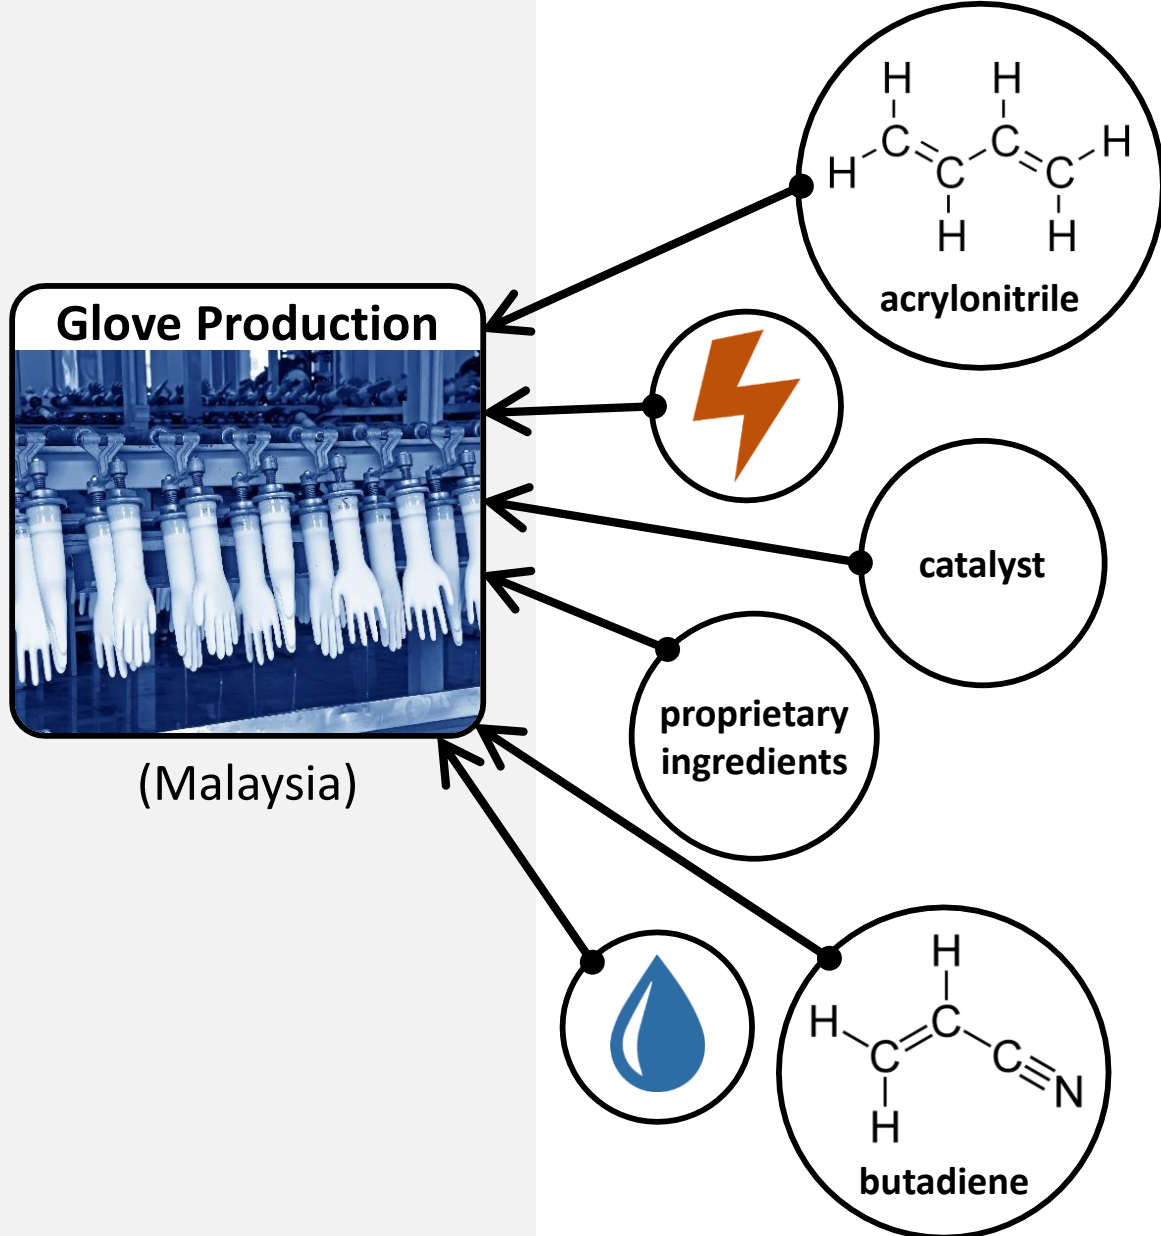 H H
C C H
H C C
H H
acrylonitrile
Glove Production
catalyst
proprietary
ingredients
(Malaysia)
H
H C
C C
N
H
butadiene